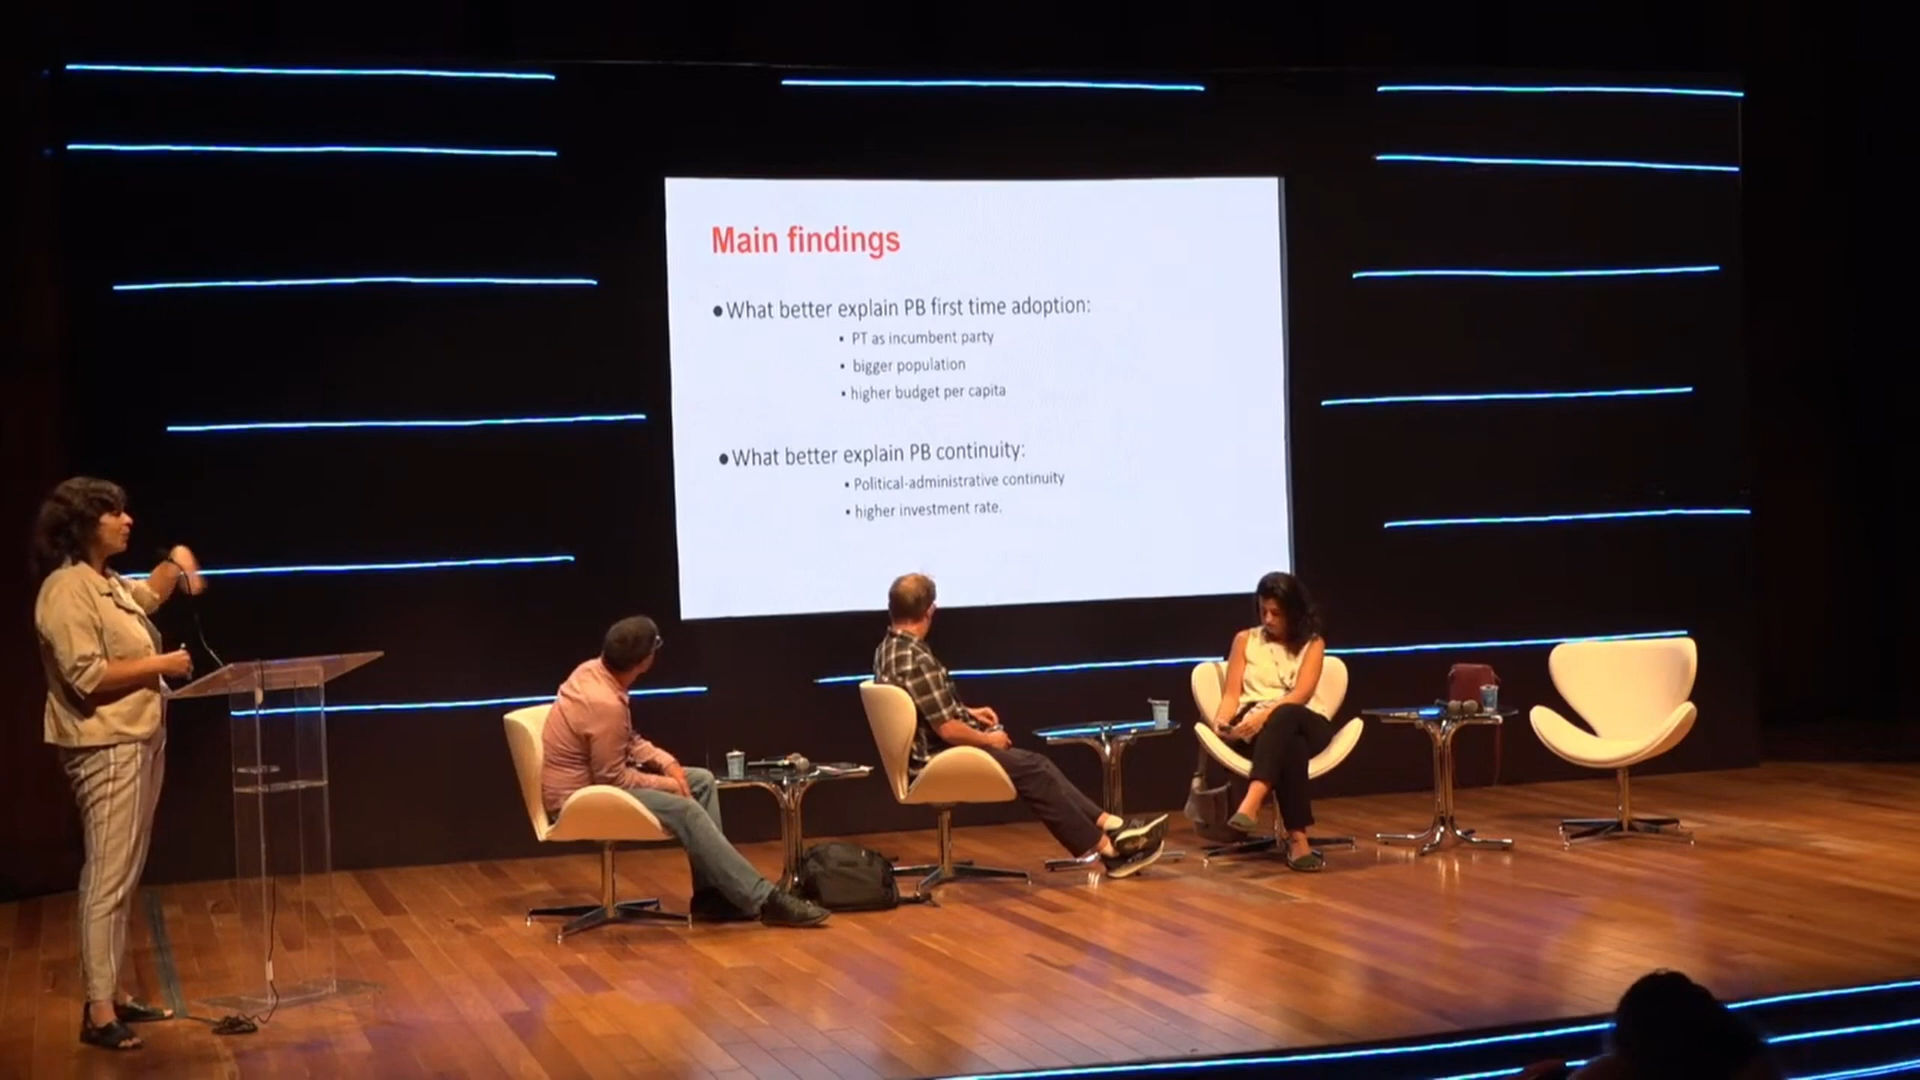 Main findings
●What better explain PB first time adoption:
▪ PT as incumbent party
▪ bigger population
▪ higher budget per capita
●What better explain PB continuity:
▪ Political-administrative continuity
▪ higher investment rate.